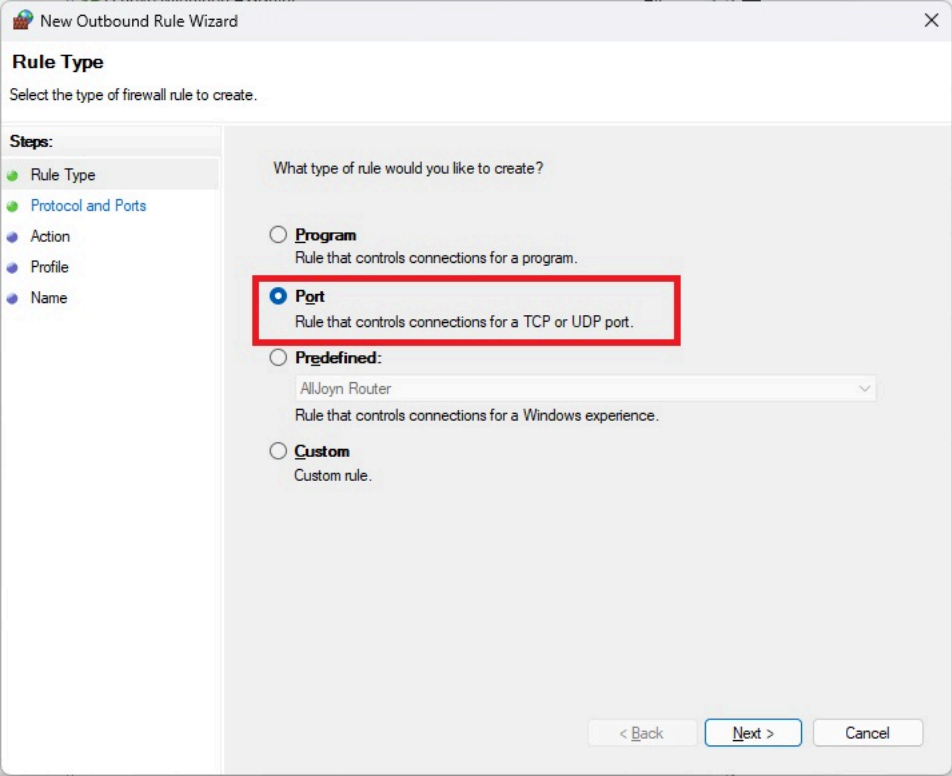 New Outbound Rule Wizard
Rule Type
Select the type of firewall rule to create.
Steps:
Rule Type
Protocol and Ports
Action
Profile
Name
What type of rule would you like to create?
Program
Rule that controls connections for a program.
Port
Rule that controls connections for a TCP or UDP port.
Predefined:
AllJoyn Router
Rule that controls connections for a Windows experience.
Custom
Custom rule.
< Back
Next >
Cancel